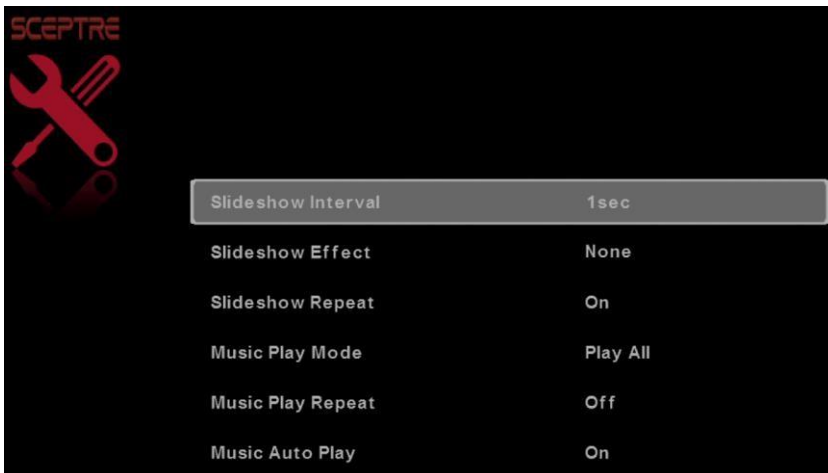 SCEPTRE
Slideshow Interval 1sec
Slideshow Effect None
Slideshow Repeat On
Music Play Mode Play All
Music Play Repeat Off
Music Auto Play On